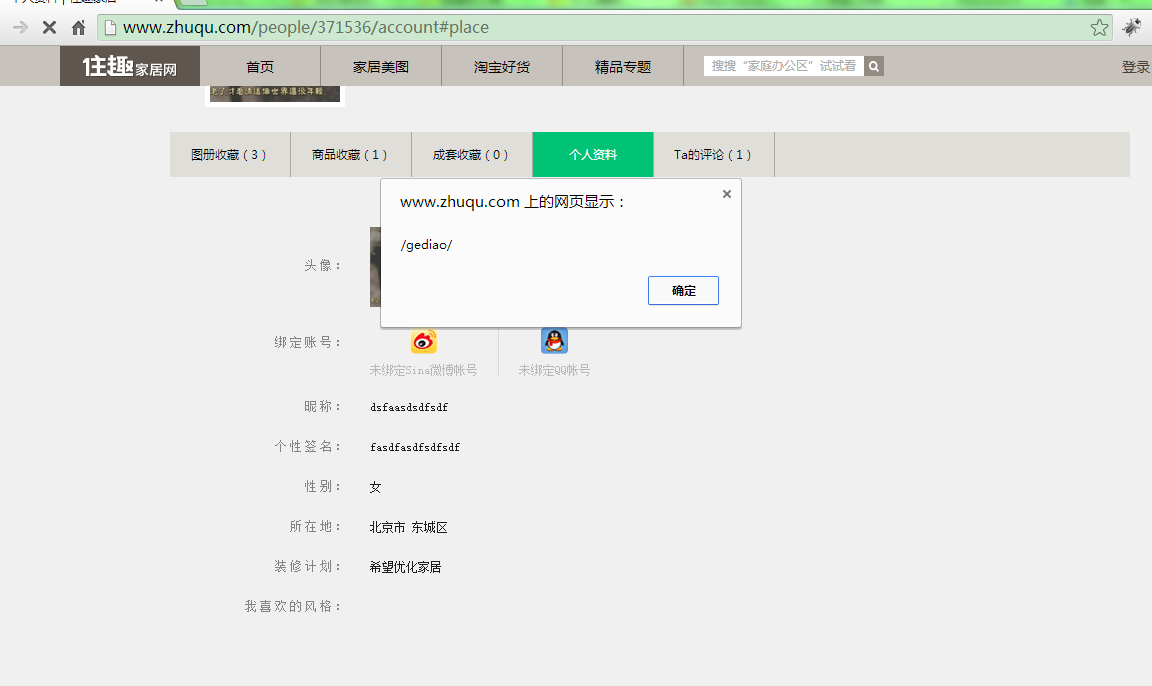 www.zhuqu.com/people/371536/account#place
住趣家居网 首页 家居美图 淘宝好货 精品专题 搜搜“家庭办公区”试试看 登录
图册收藏（3） 商品收藏（1） 成套收藏（0） 个人资料 Ta的评论（1）
www.zhuqu.com 上的网页显示：
/gediao/
确定
头像：
绑定账号：
未绑定Sina微博帐号 未绑定QQ帐号
昵称： dsfaasdsdfsdf
个性签名： fasdfasdfsdfsdf
性别： 女
所在地： 北京市 东城区
装修计划： 希望优化家居
我喜欢的风格：